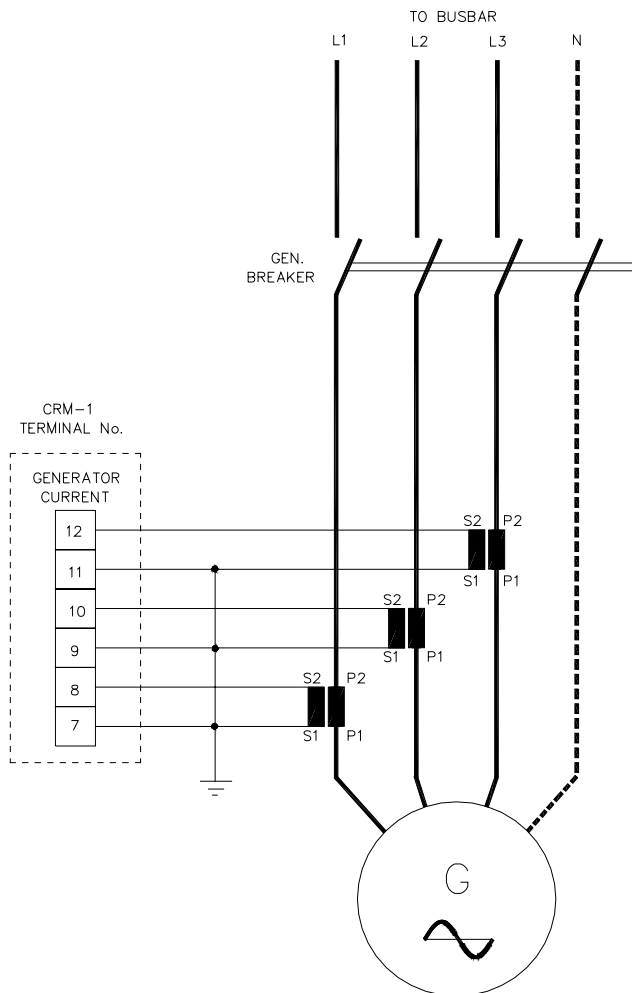 TO BUSBAR
L1 L2 L3 N
GEN.
BREAKER
CRM-1
TERMINAL No.
GENERATOR
CURRENT
12 S2 P2
11 S1 P1
10 S2 P2
9 S1 P1
8 S2 P2
7 S1 P1
G